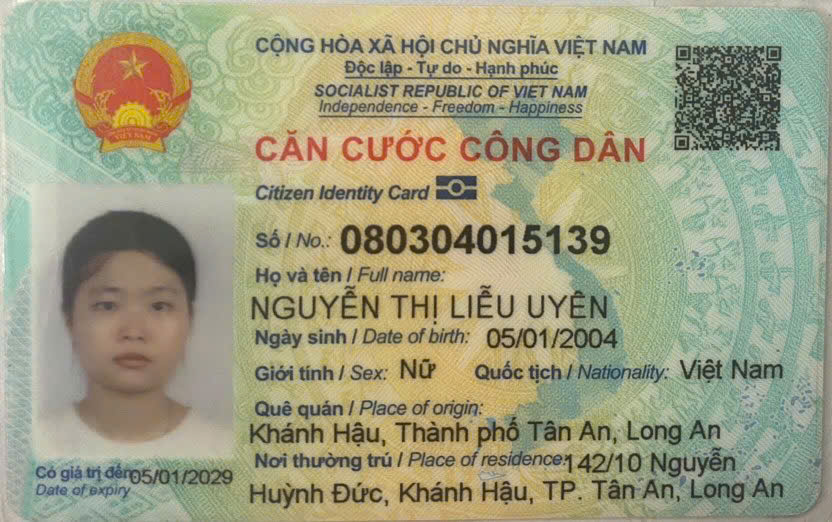 CỘNG HÒA XÃ HỘI CHỦ NGHĨA VIỆT NAM
Độc lập - Tự do - Hạnh phúc
SOCIALIST REPUBLIC OF VIET NAM
Independence - Freedom - Happiness
CĂN CƯỚC CÔNG DÂN
Citizen Identity Card
Số / No.: 080304015139
Họ và tên / Full name:
NGUYỄN THỊ LIỄU UYÊN
Ngày sinh / Date of birth: 05/01/2004
Giới tính / Sex: Nữ Quốc tịch / Nationality: Việt Nam
Quê quán / Place of origin:
Khánh Hậu, Thành phố Tân An, Long An
Nơi thường trú / Place of residence: 142/10 Nguyễn
Huỳnh Đức, Khánh Hậu, TP. Tân An, Long An
Có giá trị đến 05/01/2029
Date of expiry
VIỆT NAM